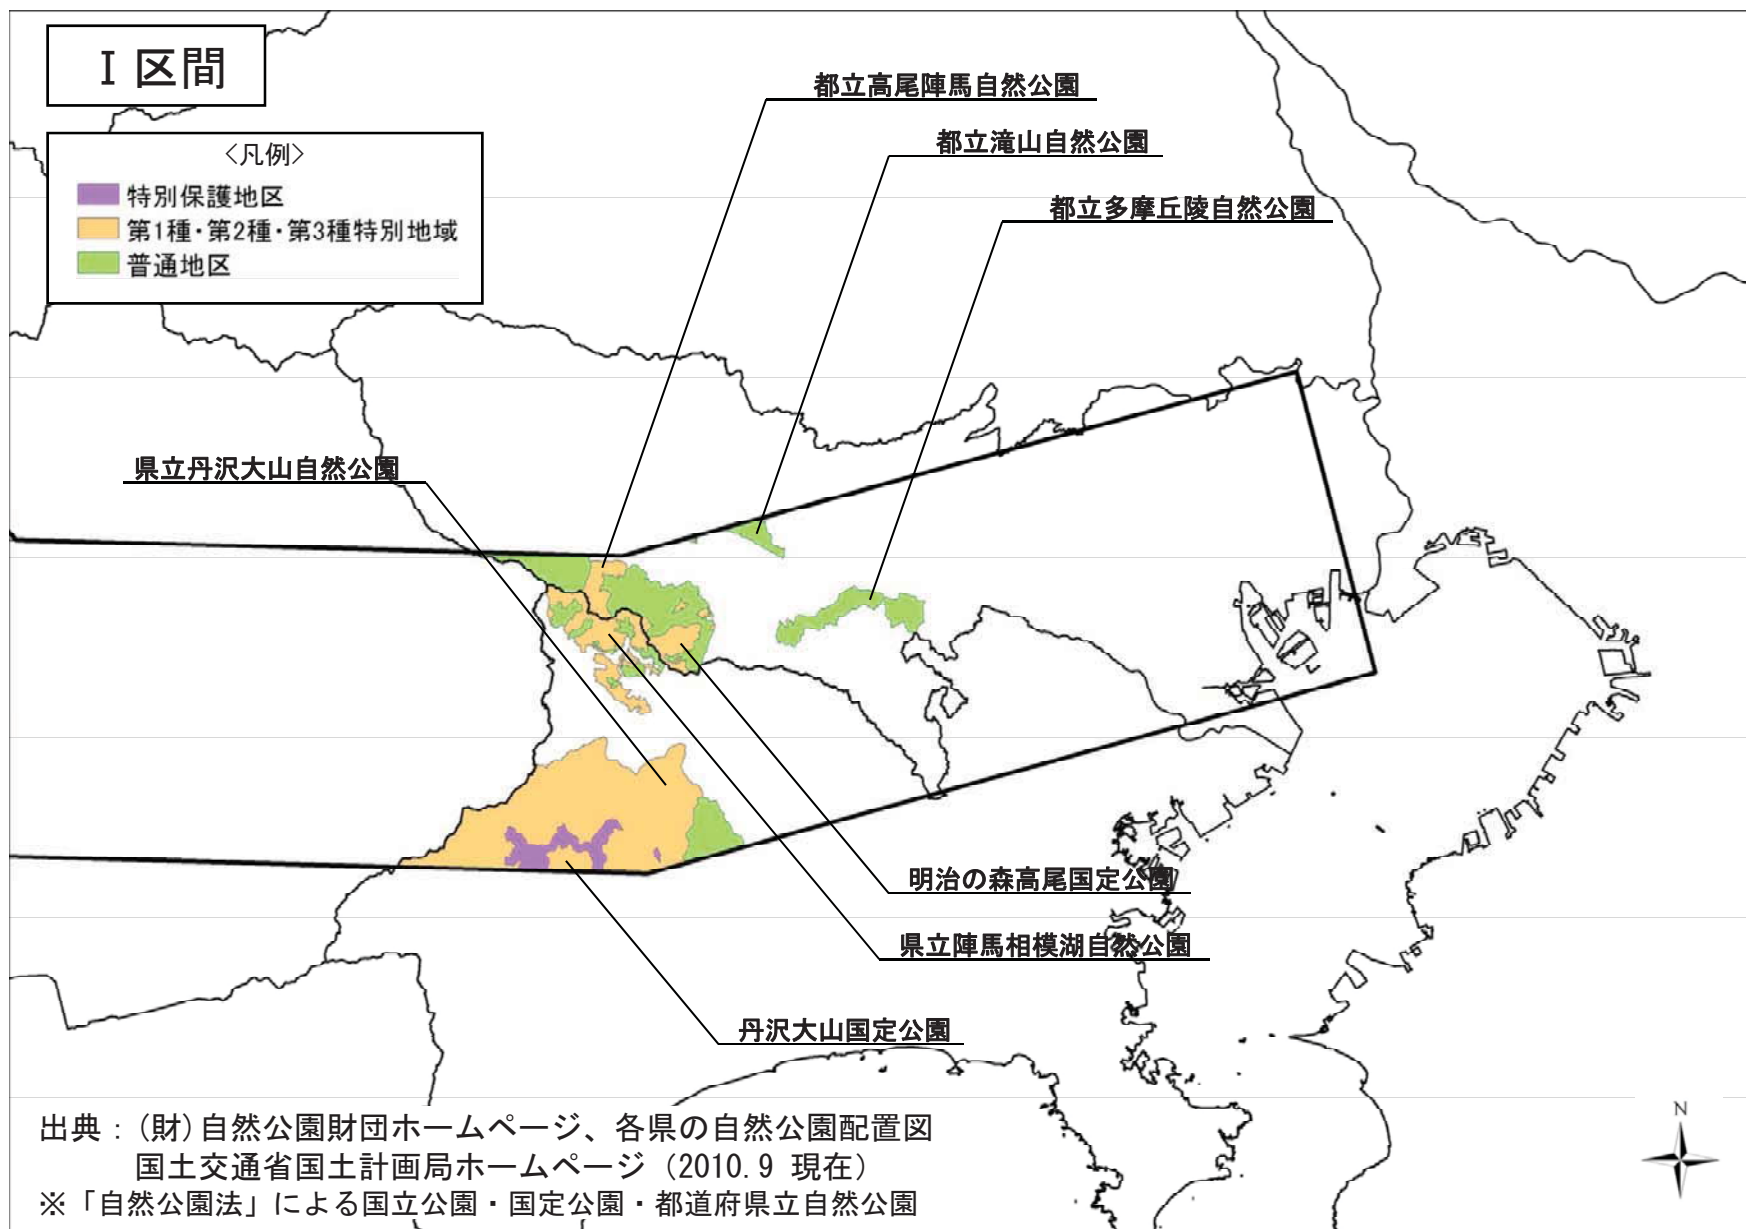 Ⅰ区間
〈凡例〉
特別保護地区
第1種・第2種・第3種特別地域
普通地区
都立高尾陣馬自然公園
都立滝山自然公園
都立多摩丘陵自然公園
県立丹沢大山自然公園
明治の森高尾国定公園
県立陣馬相模湖自然公園
丹沢大山国定公園
出典：(財)自然公園財団ホームページ、各県の自然公園配置図
国土交通省国土計画局ホームページ（2010.9 現在）
※「自然公園法」による国立公園・国定公園・都道府県立自然公園
N